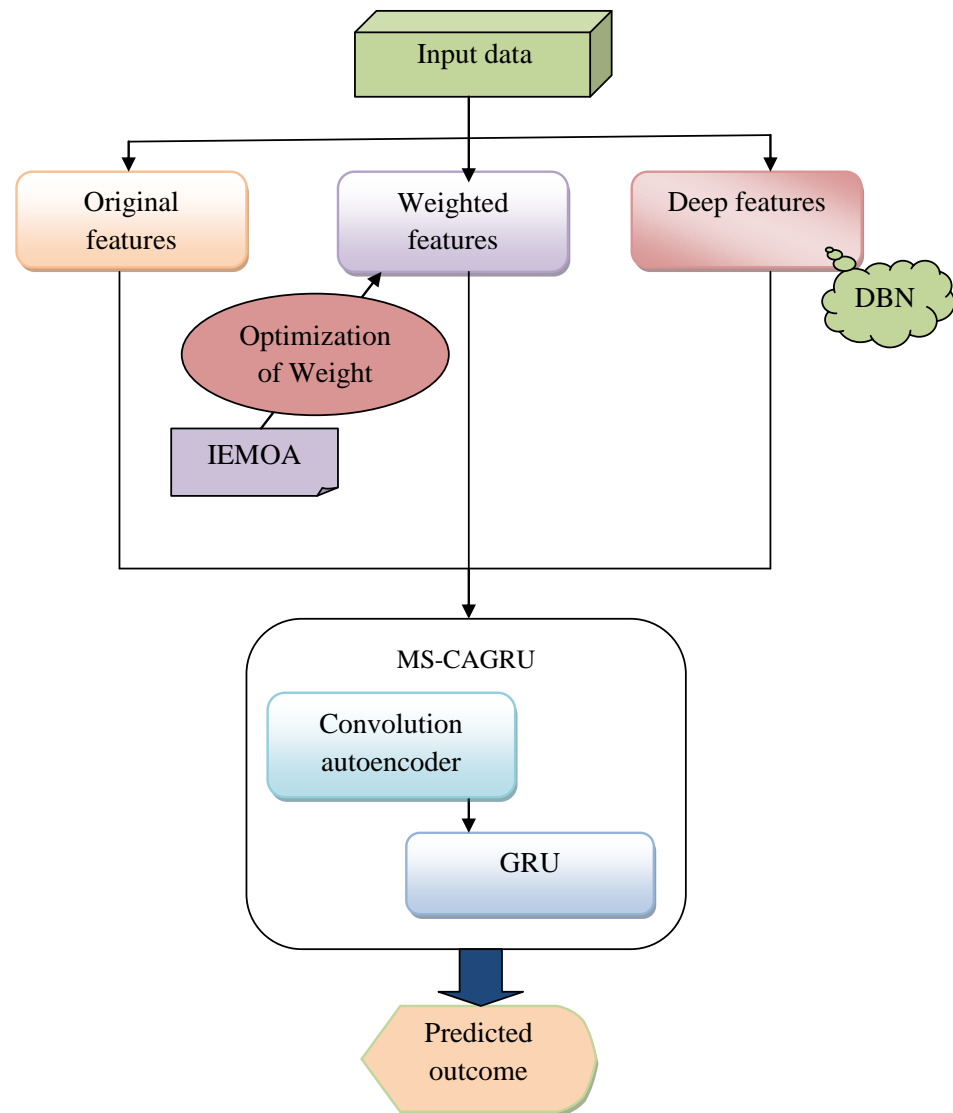 Input data
Original
features
Weighted
features
Deep features
DBN
Optimization
of Weight
IEMOA
MS-CAGRU
Convolution
autoencoder
GRU
Predicted
outcome